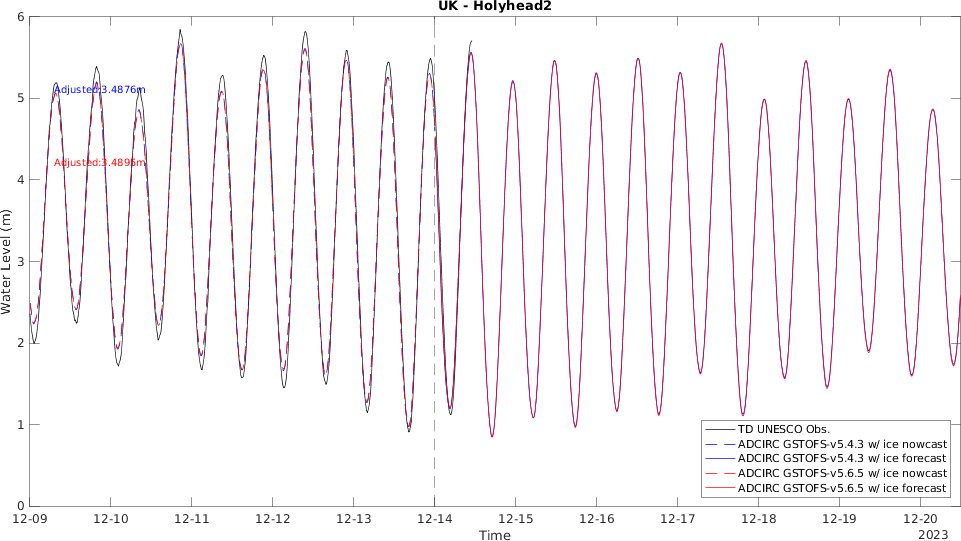 UK - Holyhead2
6
5
4
3
2
1
0
Water Level (m)
Adjusted:3.4876m
Adjusted:3.4895m
TD UNESCO Obs.
ADCIRC GSTOFS-v5.4.3 w/ ice nowcast
ADCIRC GSTOFS-v5.4.3 w/ ice forecast
ADCIRC GSTOFS-v5.6.5 w/ ice nowcast
ADCIRC GSTOFS-v5.6.5 w/ ice forecast
12-09 12-10 12-11 12-12 12-13 12-14 12-15 12-16 12-17 12-18 12-19 12-20
Time
2023